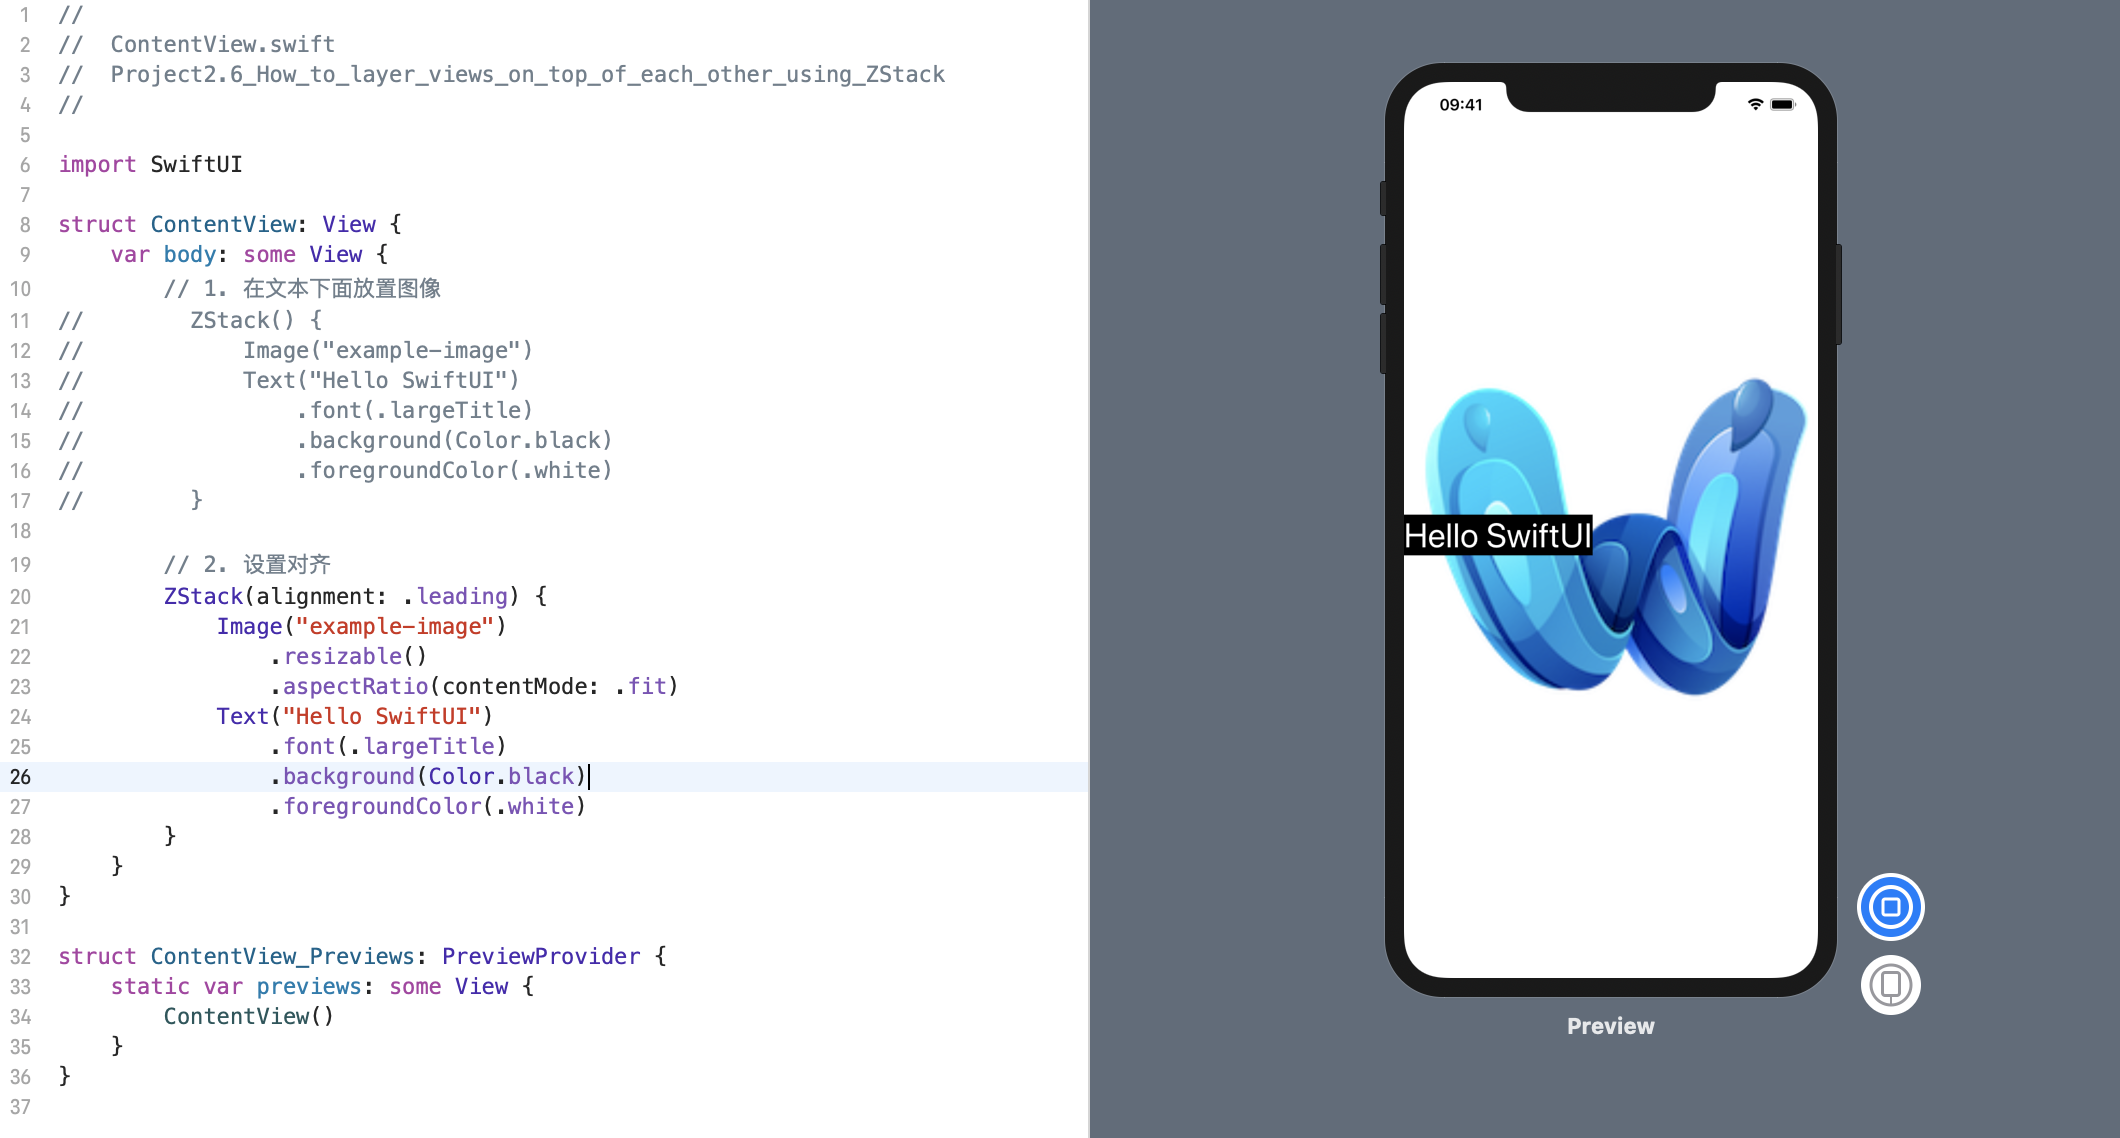 1 //
2 //  ContentView.swift
3 //  Project2.6_How_to_layer_views_on_top_of_each_other_using_ZStack
4 //
5
6 import SwiftUI
7
8 struct ContentView: View {
9     var body: some View {
10         // 1. 在文本下面放置图像
11 //        ZStack() {
12 //            Image("example-image")
13 //            Text("Hello SwiftUI")
14 //                .font(.largeTitle)
15 //                .background(Color.black)
16 //                .foregroundColor(.white)
17 //        }
18
19         // 2. 设置对齐
20         ZStack(alignment: .leading) {
21             Image("example-image")
22                 .resizable()
23                 .aspectRatio(contentMode: .fit)
24             Text("Hello SwiftUI")
25                 .font(.largeTitle)
26                 .background(Color.black)
27                 .foregroundColor(.white)
28         }
29     }
30 }
31
32 struct ContentView_Previews: PreviewProvider {
33     static var previews: some View {
34         ContentView()
35     }
36 }
37
09:41
Hello SwiftUI
Preview